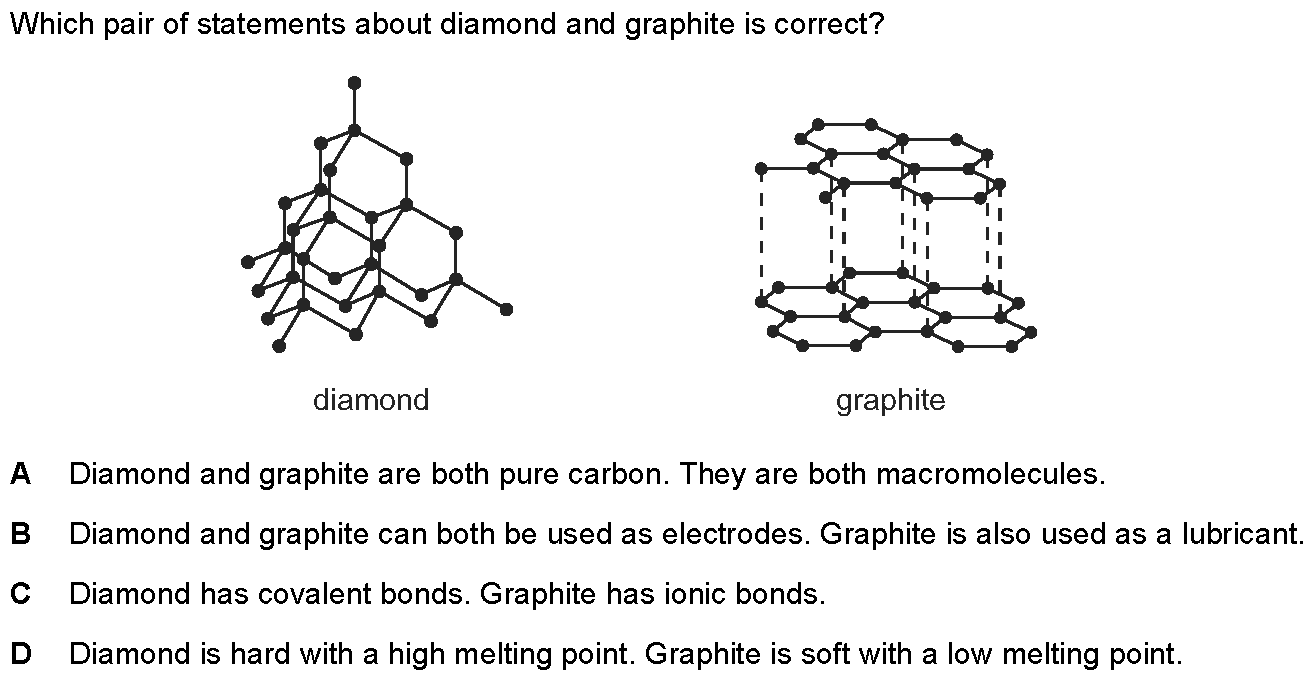 Which pair of statements about diamond and graphite is correct?
diamond
graphite
A Diamond and graphite are both pure carbon. They are both macromolecules.
B Diamond and graphite can both be used as electrodes. Graphite is also used as a lubricant.
C Diamond has covalent bonds. Graphite has ionic bonds.
D Diamond is hard with a high melting point. Graphite is soft with a low melting point.